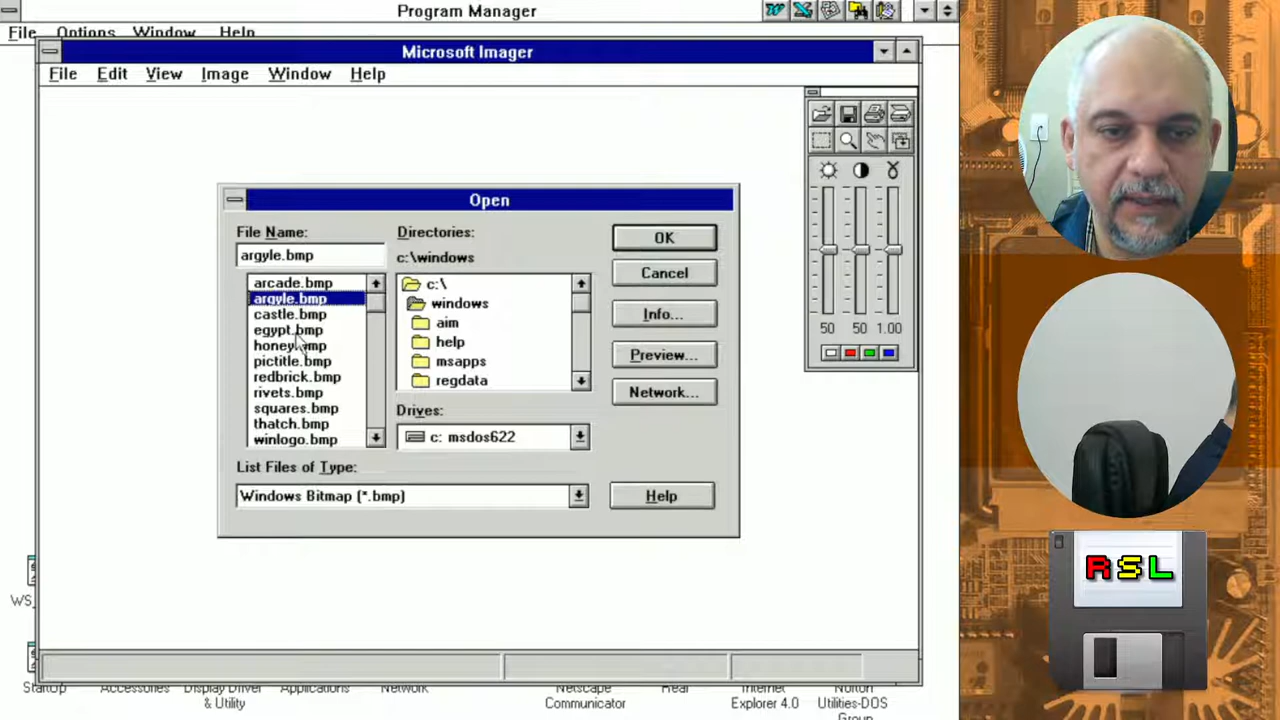 Program Manager
File Options Window Help
Microsoft Imager
File Edit View Image Window Help
Open
File Name:
argyle.bmp
arcade.bmp
argyle.bmp
castle.bmp
egypt.bmp
honey.bmp
pictitle.bmp
redbrick.bmp
rivets.bmp
squares.bmp
thatch.bmp
winlogo.bmp
Directories:
c:\windows
c:\
windows
aim
help
msapps
regdata
Drives:
c: msdos622
List Files of Type:
Windows Bitmap (*.bmp)
OK
Cancel
Info...
Preview...
Network...
Help
50 50 1.00
WS_
StartUp
Accessories
Display Driver
& Utility
Applications
Network
Netscape
Communicator
Real
Internet
Explorer 4.0
Norton
Utilities-DOS
Group
RSL